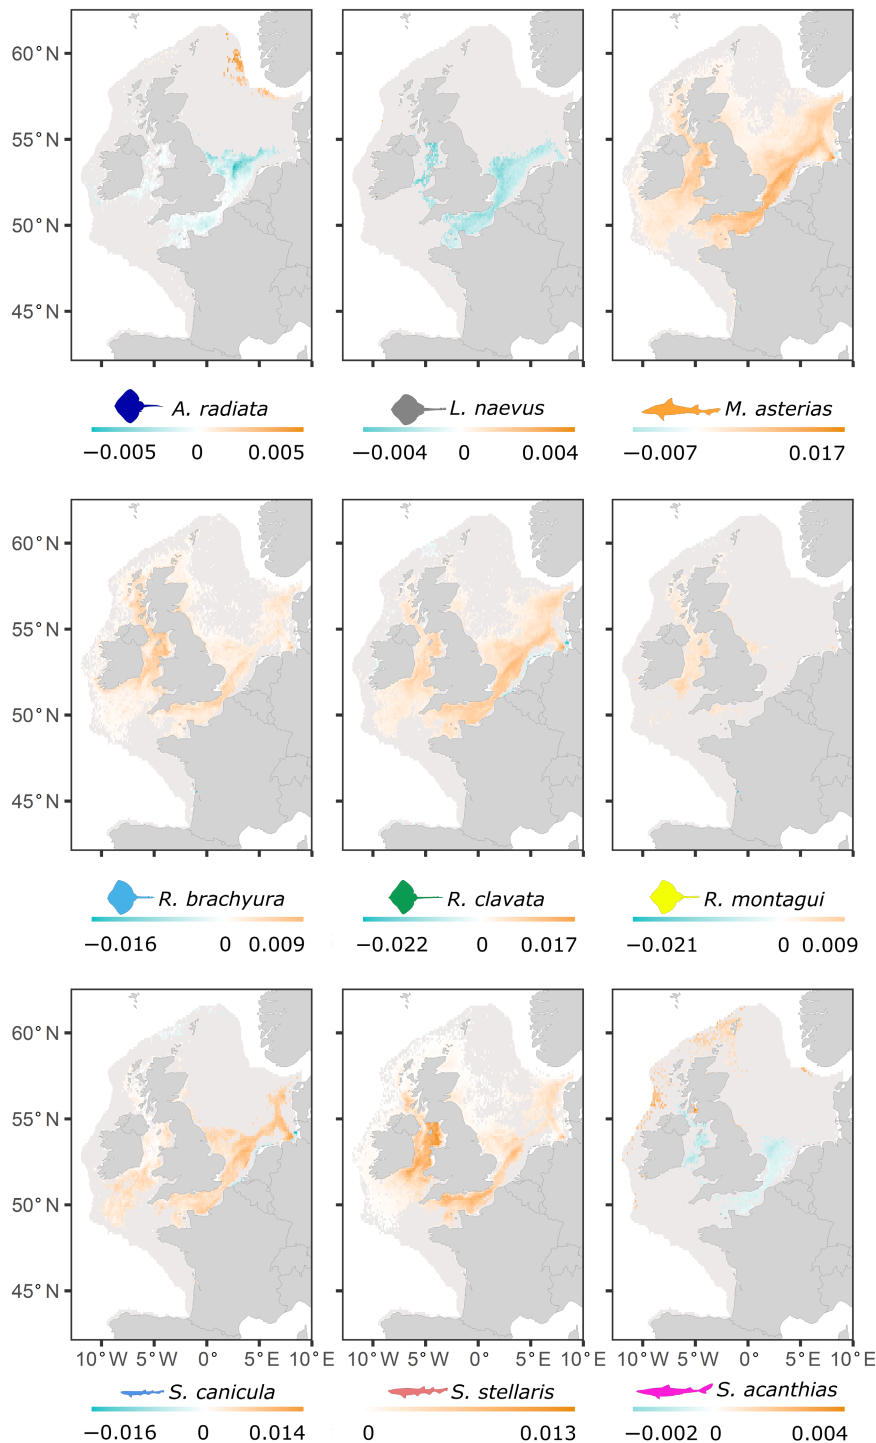 60°N
55°N
50°N
45°N
A. radiata
L. naevus
M. asterias
−0.005 0 0.005
−0.004 0 0.004
−0.007 0.017
60°N
55°N
50°N
45°N
R. brachyura
R. clavata
R. montagui
−0.016 0 0.009
−0.022 0 0.017
−0.021 0 0.009
60°N
55°N
50°N
45°N
10°W 5°W 0° 5°E 10°W 5°W 0° 5°E 10°W 5°W 0° 5°E 10°E
S. canicula
S. stellaris
S. acanthias
−0.016 0 0.014
0 0.013
−0.002 0 0.004